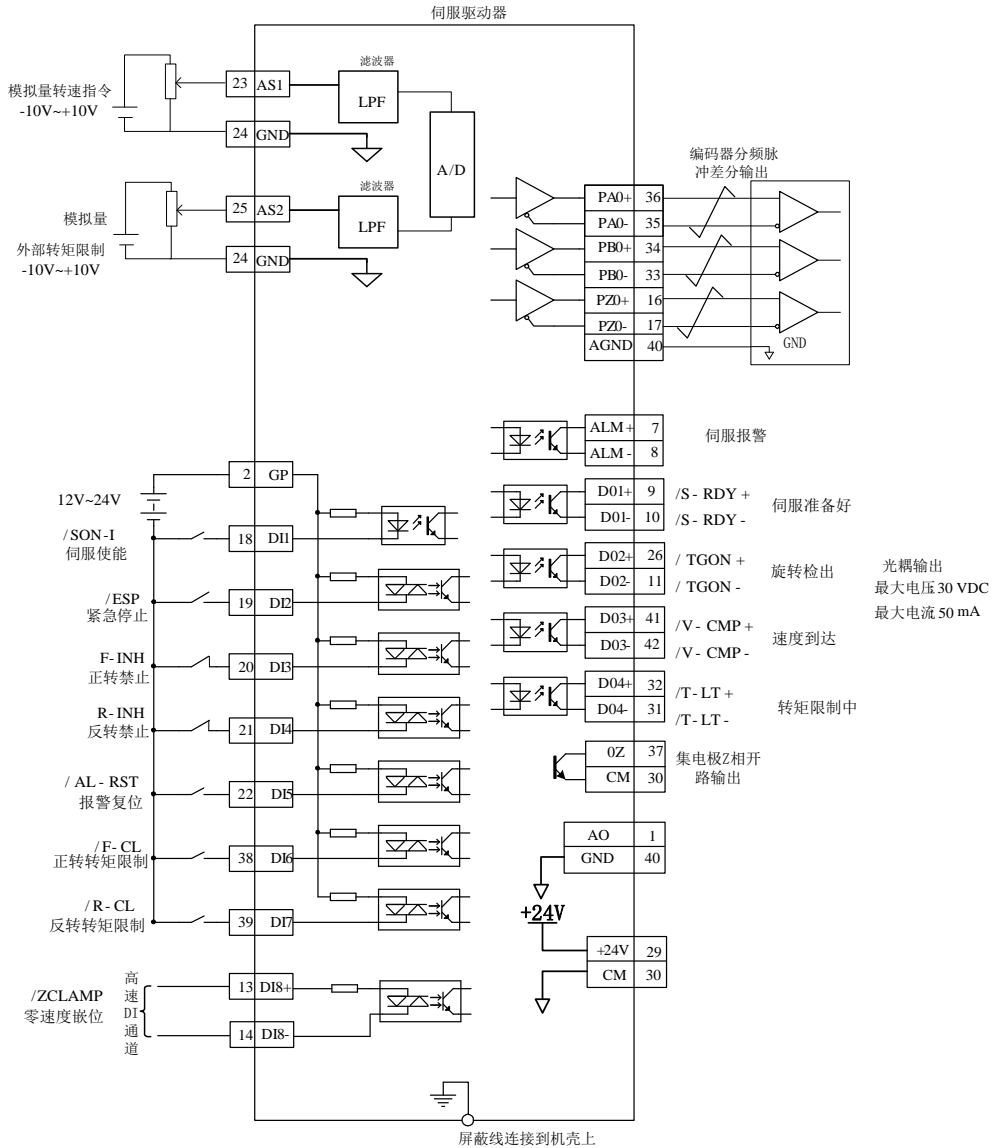 伺服驱动器
模拟量转速指令
-10V~+10V
23 AS1
24 GND
滤波器
LPF
A/D
模拟量
外部转矩限制
-10V~+10V
25 AS2
24 GND
滤波器
LPF
编码器分频脉
冲差分输出
PA0+ 36
PA0- 35
PB0+ 34
PB0- 33
PZ0+ 16
PZ0- 17
AGND 40
GND
ALM+ 7
ALM- 8
伺服报警
D01+ 9 /S-RDY+
D01- 10 /S-RDY-
伺服准备好
D02+ 26 /TGON+
D02- 11 /TGON-
旋转检出
D03+ 41 /V-CMP+
D03- 42 /V-CMP-
速度到达
D04+ 32 /T-LT+
D04- 31 /T-LT-
转矩限制中
光耦输出
最大电压30 VDC
最大电流50 mA
0Z 37
CM 30
集电极Z相开
路输出
AO 1
GND 40
+24V
+24V 29
CM 30
2 GP
12V~24V
/SON-I
伺服使能
18 DI1
/ESP
紧急停止
19 DI2
F-INH
正转禁止
20 DI3
R-INH
反转禁止
21 DI4
/AL-RST
报警复位
22 DI5
/F-CL
正转转矩限制
38 DI6
/R-CL
反转转矩限制
39 DI7
/ZCLAMP
零速度嵌位
高
速
DI
通
道
13 DI8+
14 DI8-
屏蔽线连接到机壳上